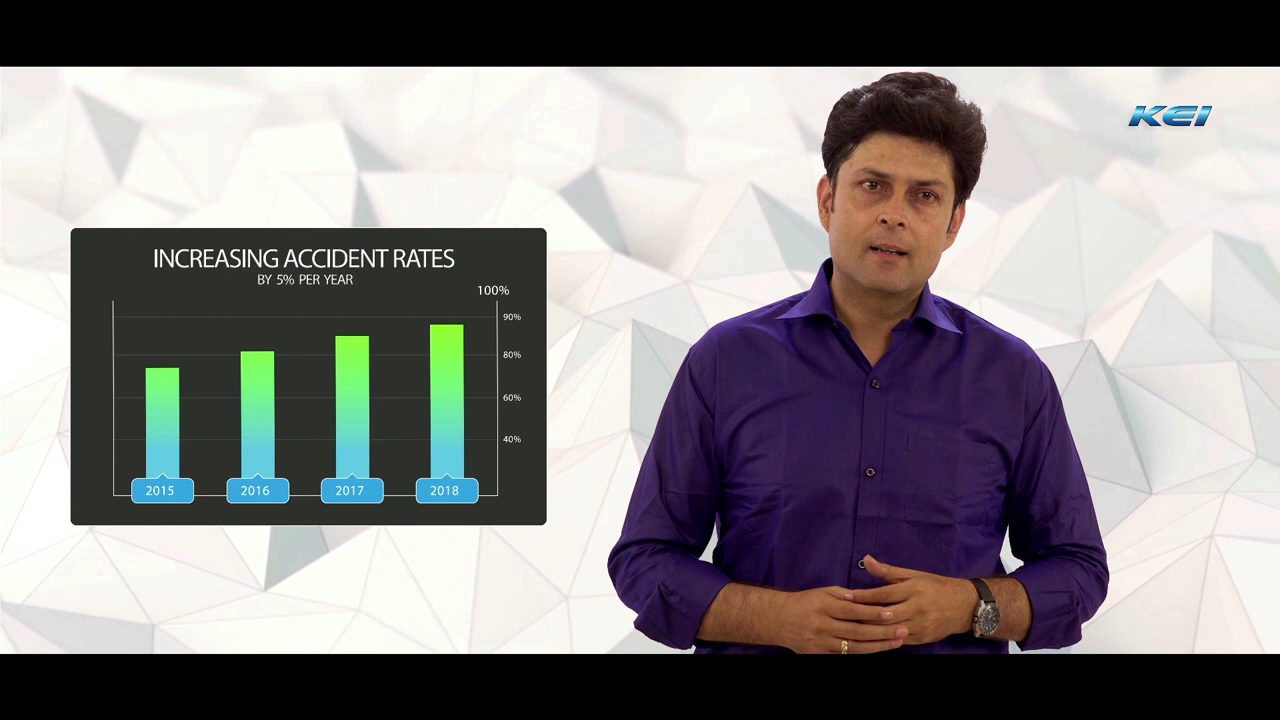 KEI
INCREASING ACCIDENT RATES
BY 5% PER YEAR
100%
90%
80%
60%
40%
2015 2016 2017 2018